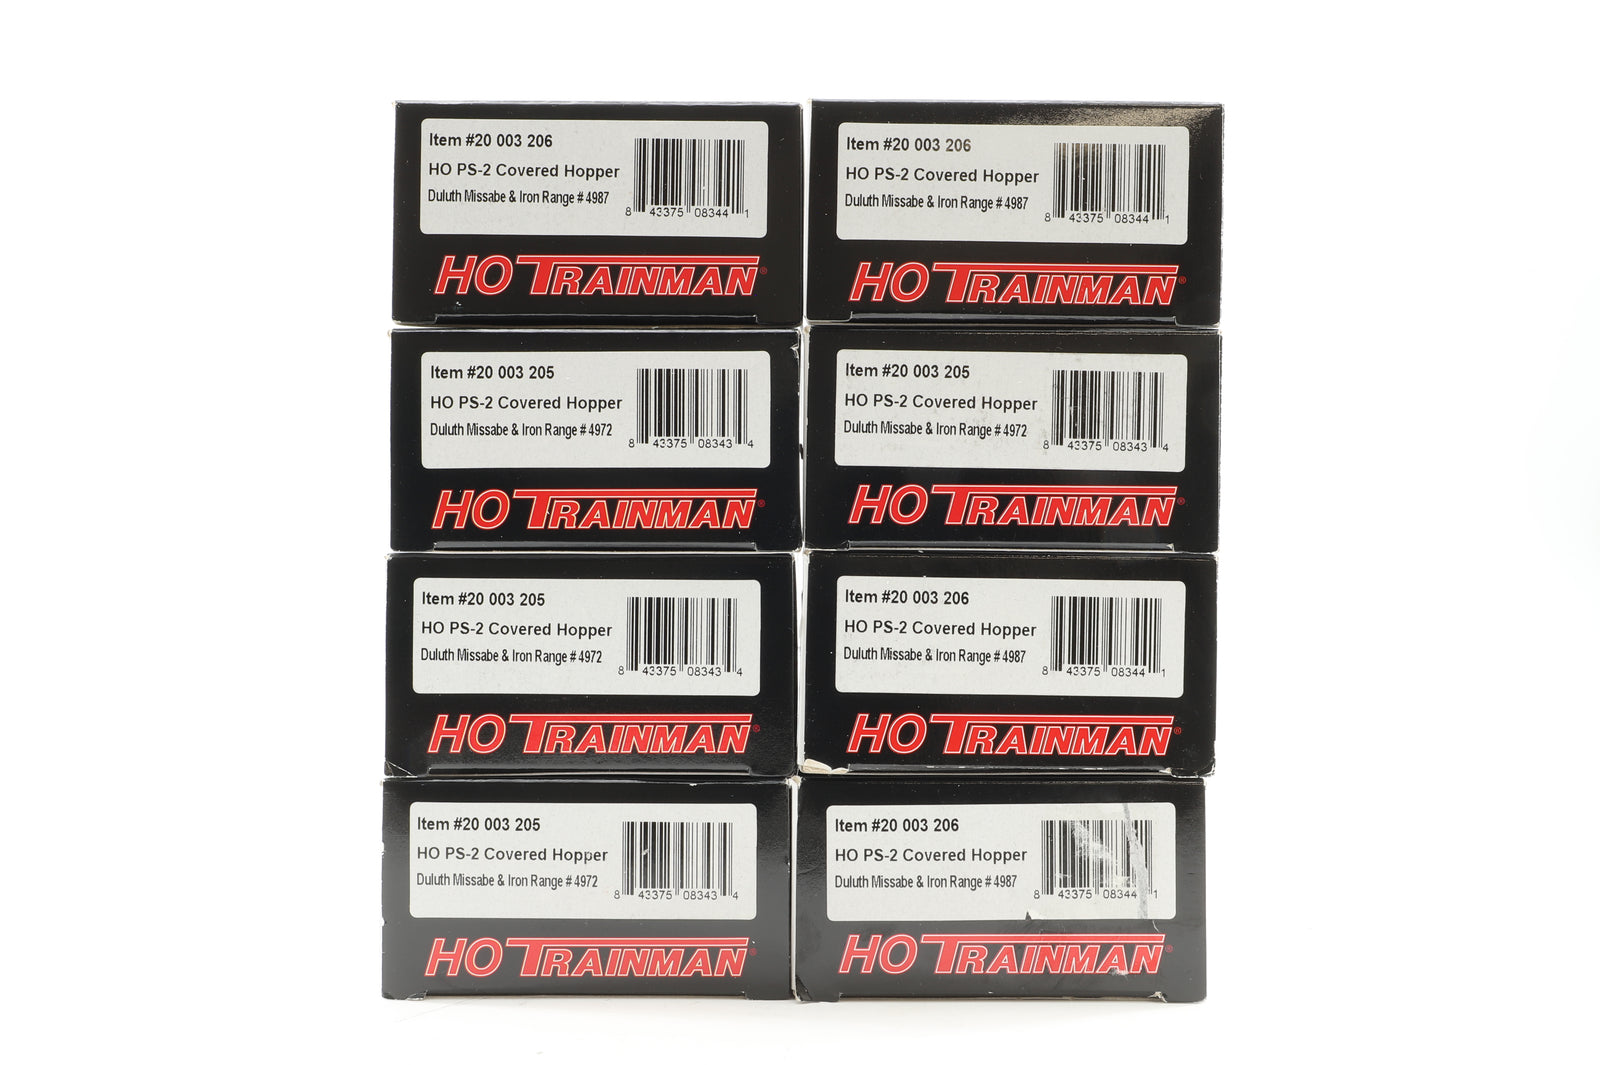 Item #20 003 206
HO PS-2 Covered Hopper
Duluth Missabe & Iron Range # 4987
8 43375 08344 1
HO TRAINMAN®
Item #20 003 206
HO PS-2 Covered Hopper
Duluth Missabe & Iron Range # 4987
8 43375 08344 1
HO TRAINMAN®
Item #20 003 205
HO PS-2 Covered Hopper
Duluth Missabe & Iron Range # 4972
8 43375 08343 4
HO TRAINMAN®
Item #20 003 205
HO PS-2 Covered Hopper
Duluth Missabe & Iron Range # 4972
8 43375 08343 4
HO TRAINMAN®
Item #20 003 205
HO PS-2 Covered Hopper
Duluth Missabe & Iron Range # 4972
8 43375 08343 4
HO TRAINMAN®
Item #20 003 206
HO PS-2 Covered Hopper
Duluth Missabe & Iron Range # 4987
8 43375 08344 1
HO TRAINMAN®
Item #20 003 205
HO PS-2 Covered Hopper
Duluth Missabe & Iron Range # 4972
8 43375 08343 4
HO TRAINMAN®
Item #20 003 206
HO PS-2 Covered Hopper
Duluth Missabe & Iron Range # 4987
8 43375 08344 1
HO TRAINMAN®